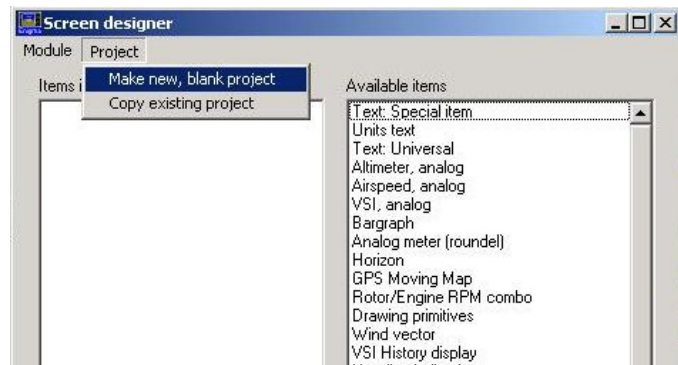 Screen designer
Module Project
Make new, blank project
Copy existing project
Items i
Available items
Text: Special item
Units text
Text: Universal
Altimeter, analog
Airspeed, analog
VSI, analog
Bargraph
Analog meter (roundel)
Horizon
GPS Moving Map
Rotor/Engine RPM combo
Drawing primitives
Wind vector
VSI History display